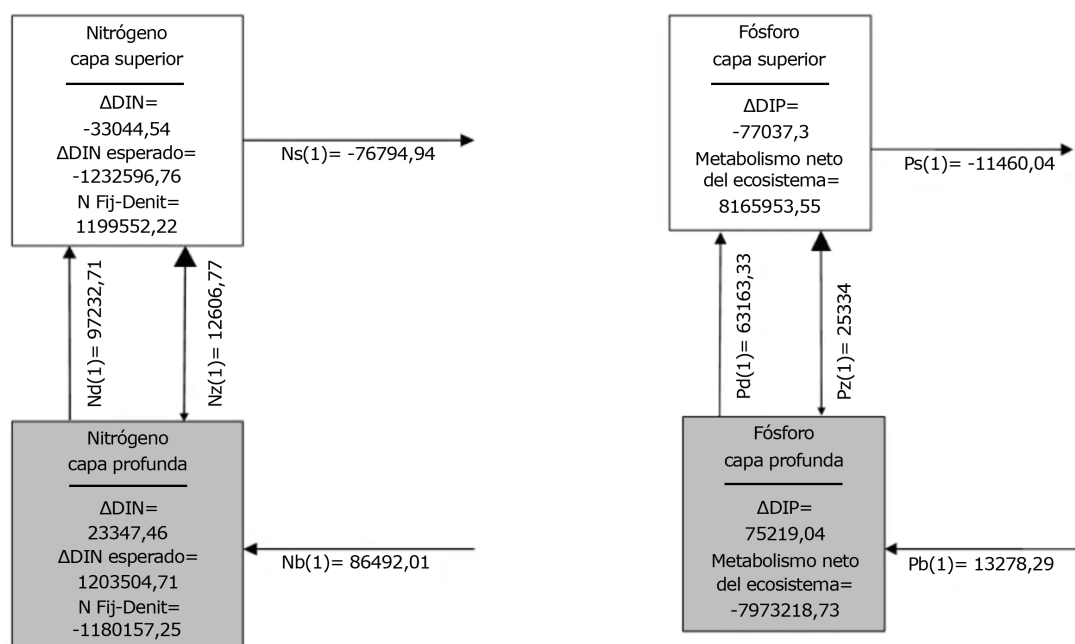 Nitrógeno
capa superior
ΔDIN=
-33044,54
ΔDIN esperado=
-1232596,76
N Fij-Denit=
1199552,22
Ns(1)= -76794,94
Nd(1)= 97232,71
Nz(1)= 12606,77
Nitrógeno
capa profunda
ΔDIN=
23347,46
ΔDIN esperado=
1203504,71
N Fij-Denit=
-1180157,25
Nb(1)= 86492,01
Fósforo
capa superior
ΔDIP=
-77037,3
Metabolismo neto
del ecosistema=
8165953,55
Ps(1)= -11460,04
Pd(1)= 63163,33
Pz(1)= 25334
Fósforo
capa profunda
ΔDIP=
75219,04
Metabolismo neto
del ecosistema=
-7973218,73
Pb(1)= 13278,29